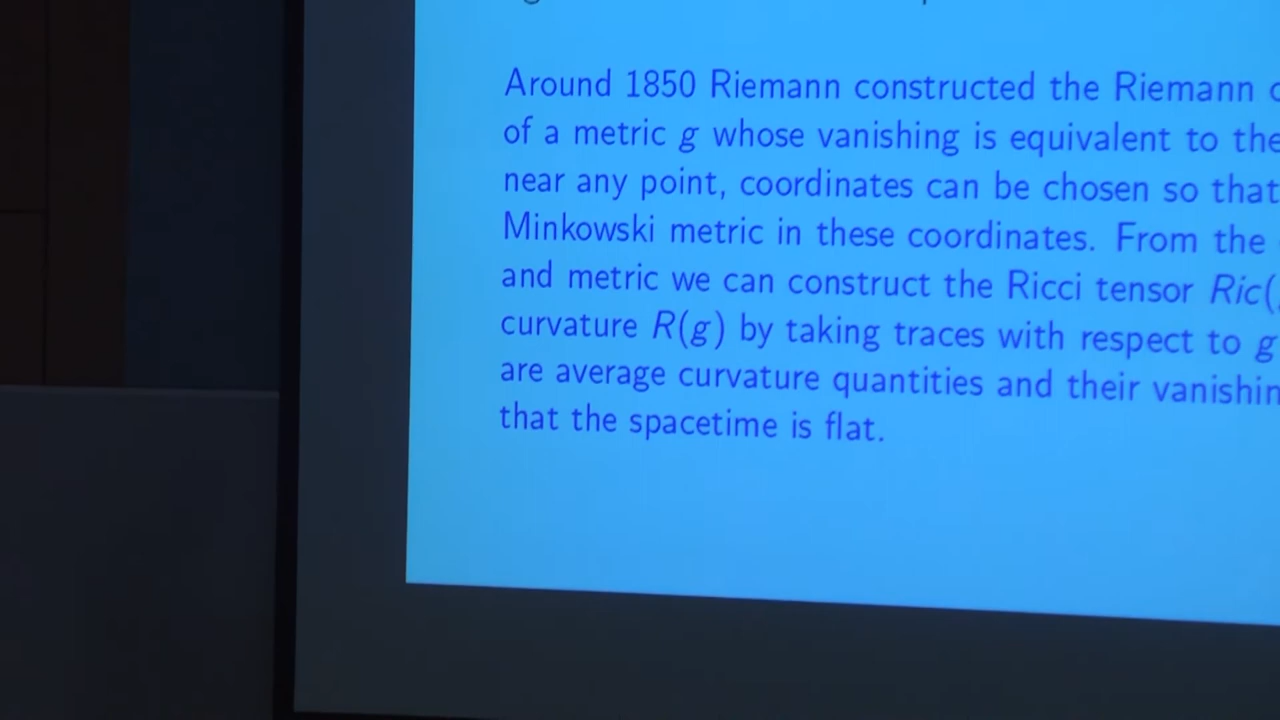 Around 1850 Riemann constructed the Riemann
of a metric g whose vanishing is equivalent to the
near any point, coordinates can be chosen so that
Minkowski metric in these coordinates. From the
and metric we can construct the Ricci tensor Ric(
curvature R(g) by taking traces with respect to g
are average curvature quantities and their
that the spacetime is flat.